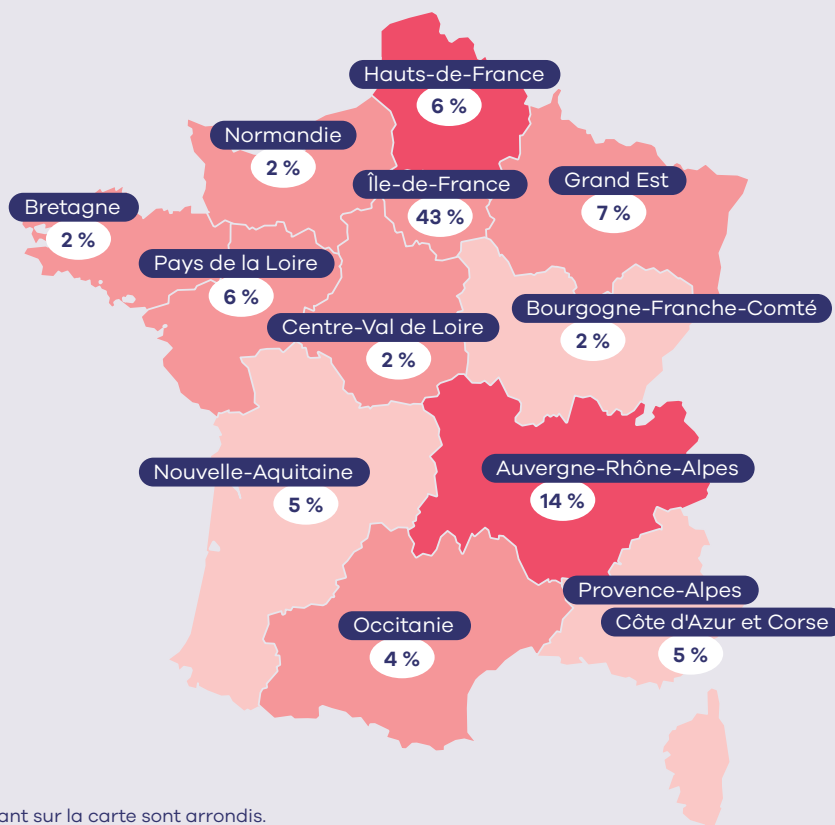 Hauts-de-France
6 %
Normandie
2 %
Île-de-France
43 %
Grand Est
7 %
Bretagne
2 %
Pays de la Loire
6 %
Bourgogne-Franche-Comté
2 %
Centre-Val de Loire
2 %
Nouvelle-Aquitaine
5 %
Auvergne-Rhône-Alpes
14 %
Provence-Alpes
Côte d'Azur et Corse
5 %
Occitanie
4 %
ant sur la carte sont arrondis.